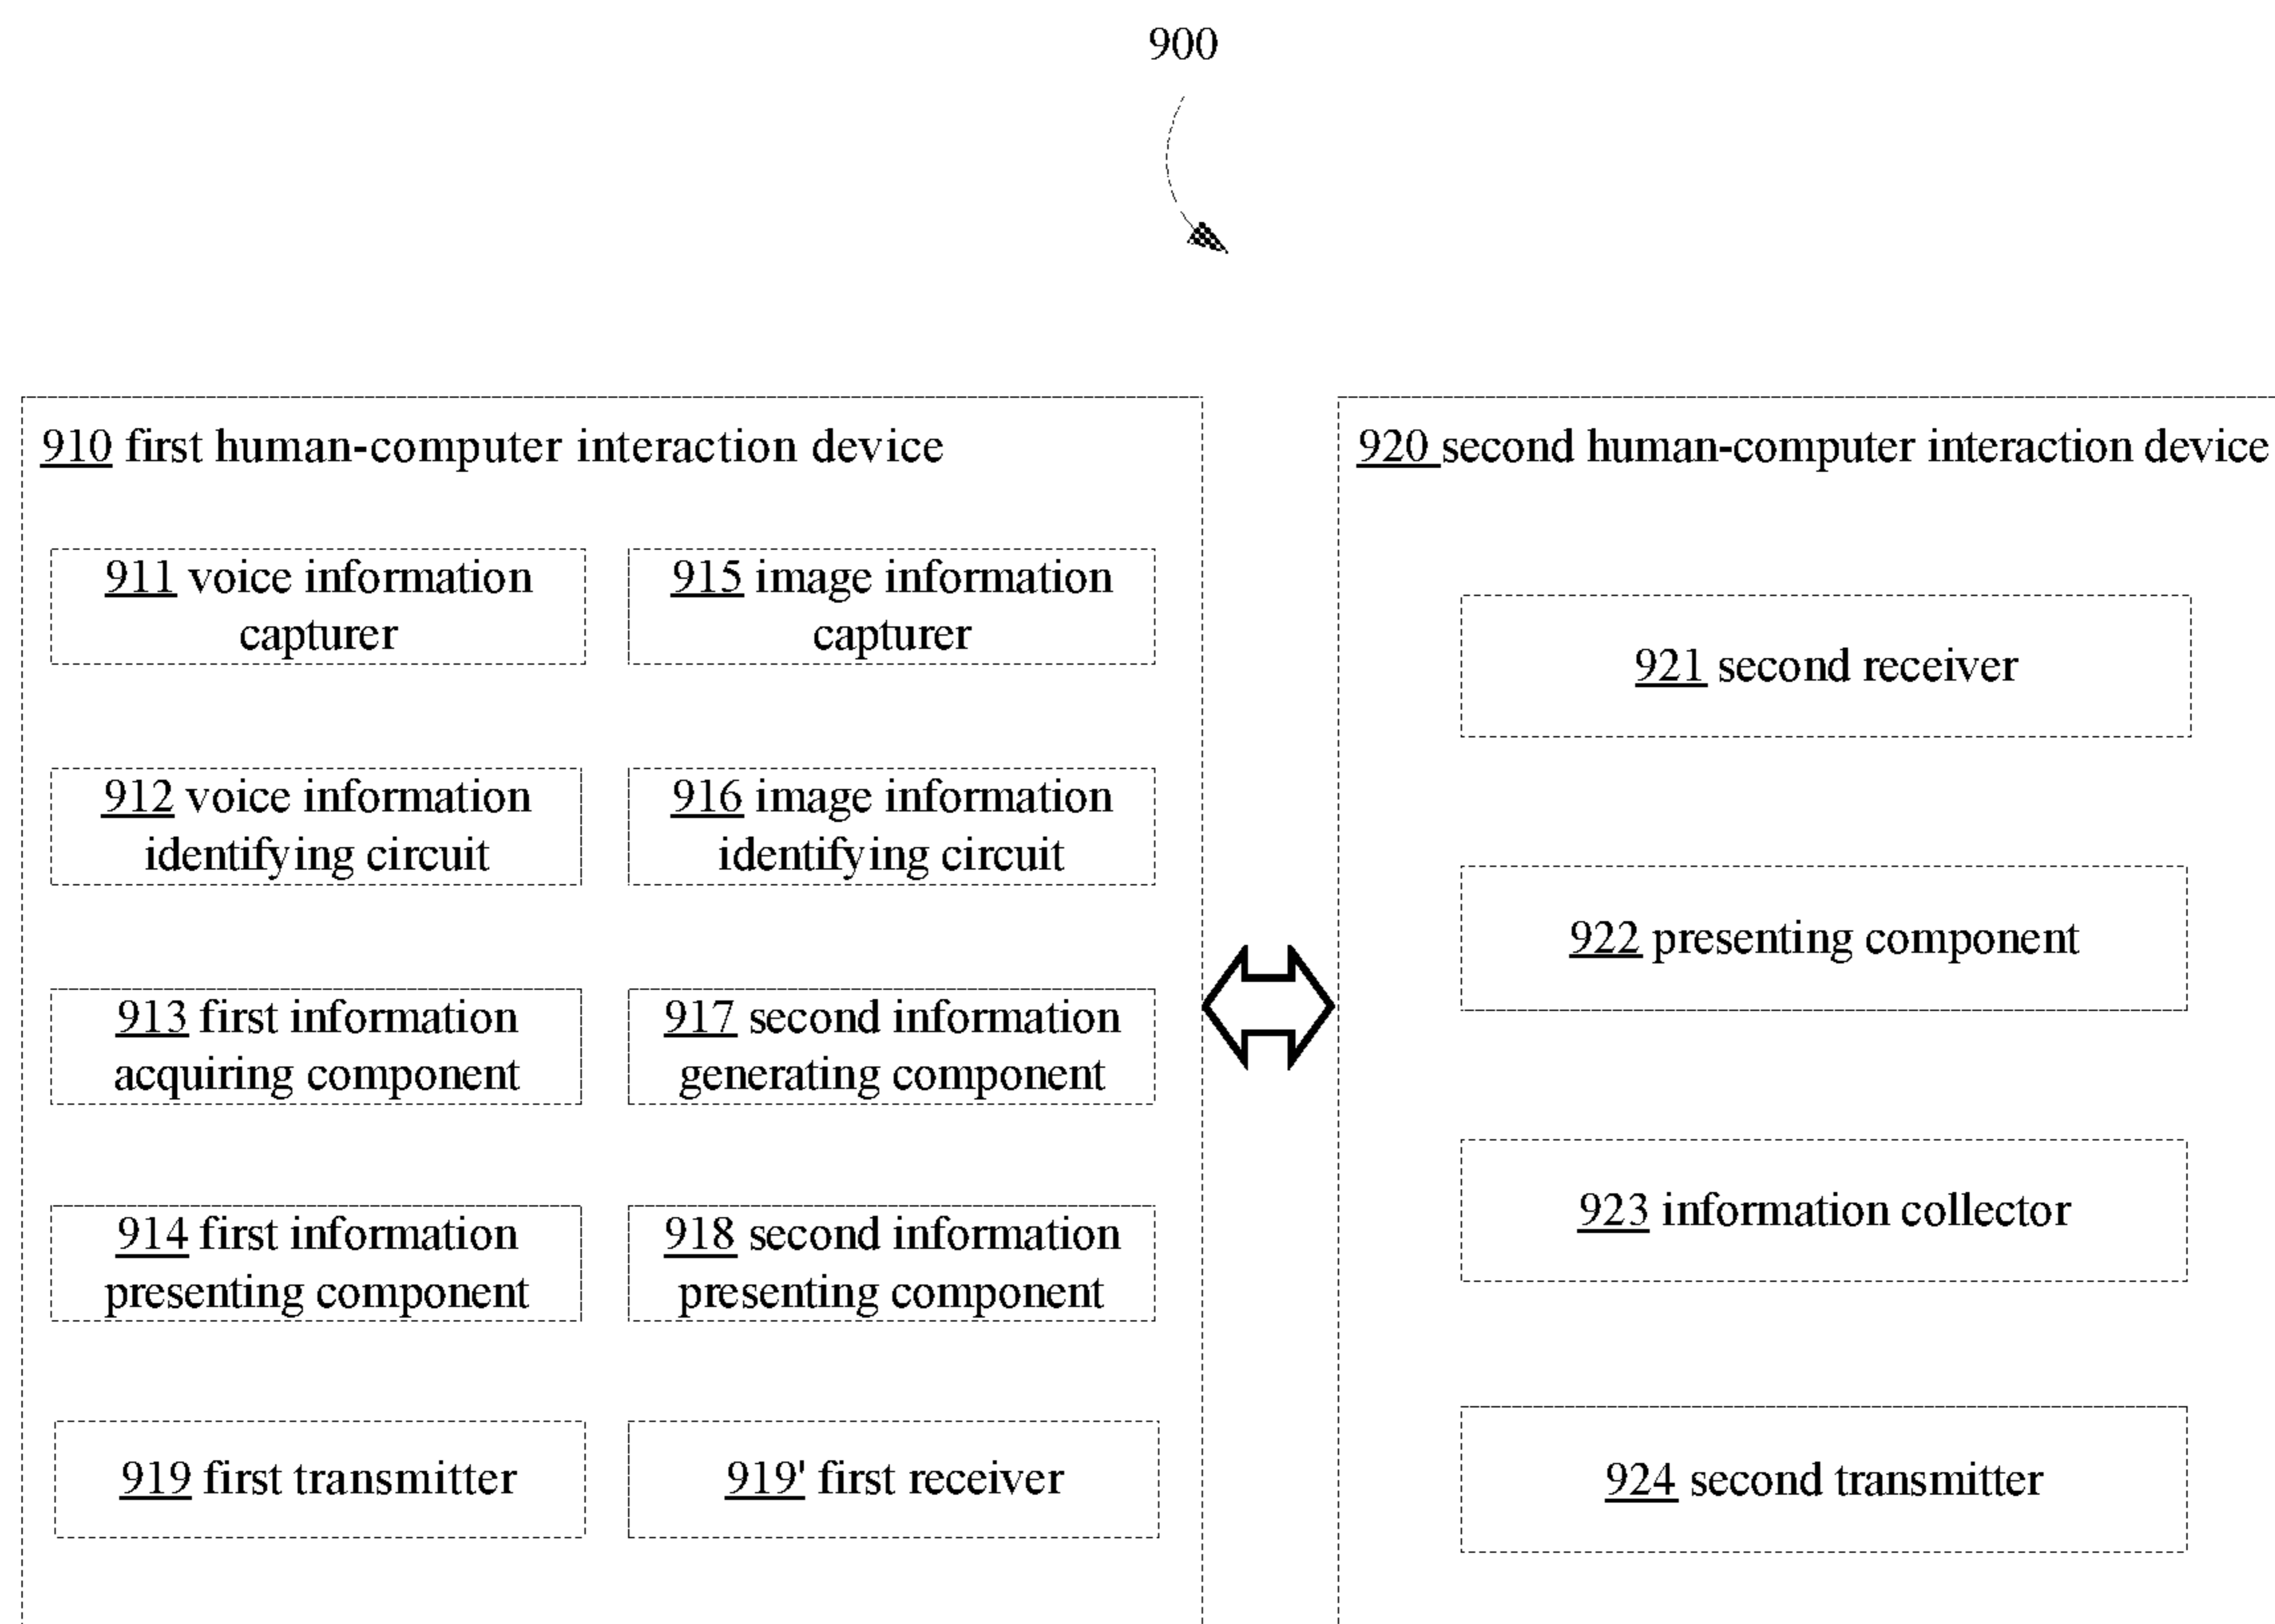 900
910 first human-computer interaction device
911 voice information
capturer
915 image information
capturer
912 voice information
identifying circuit
916 image information
identifying circuit
913 first information
acquiring component
917 second information
generating component
914 first information
presenting component
918 second information
presenting component
919 first transmitter
919' first receiver
920 second human-computer interaction device
921 second receiver
922 presenting component
923 information collector
924 second transmitter